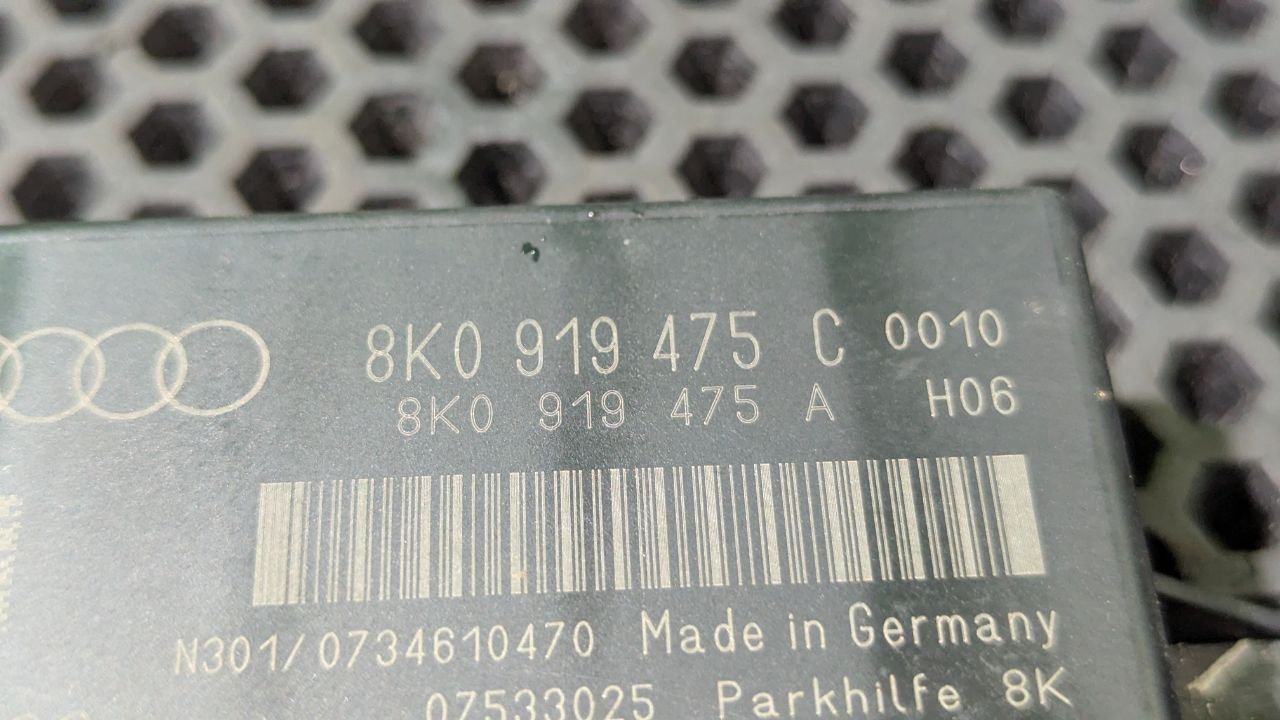 8K0 919 475 C 0010
8K0 919 475 A H06
N301/0734610470 Made in Germany
07533025 Parkhilfe 8K